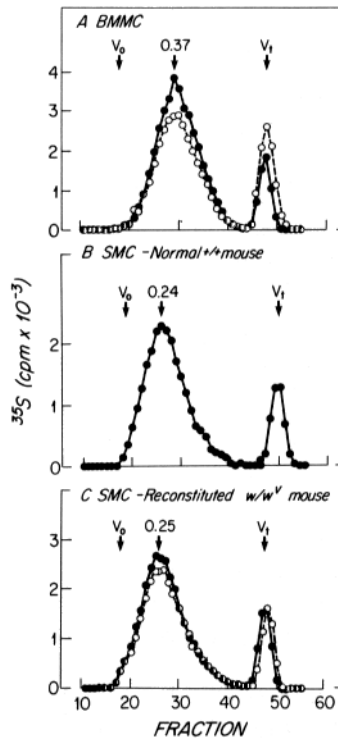 A BMMC
V₀ 0.37 Vₜ
4
3
2
1
0
B SMC -Normal +/+ mouse
V₀ 0.24 Vₜ
2
1
0
³⁵S (cpm x 10⁻³)
C SMC -Reconstituted w/wᵛ mouse
V₀ 0.25 Vₜ
3
2
1
0
10 20 30 40 50 60
FRACTION